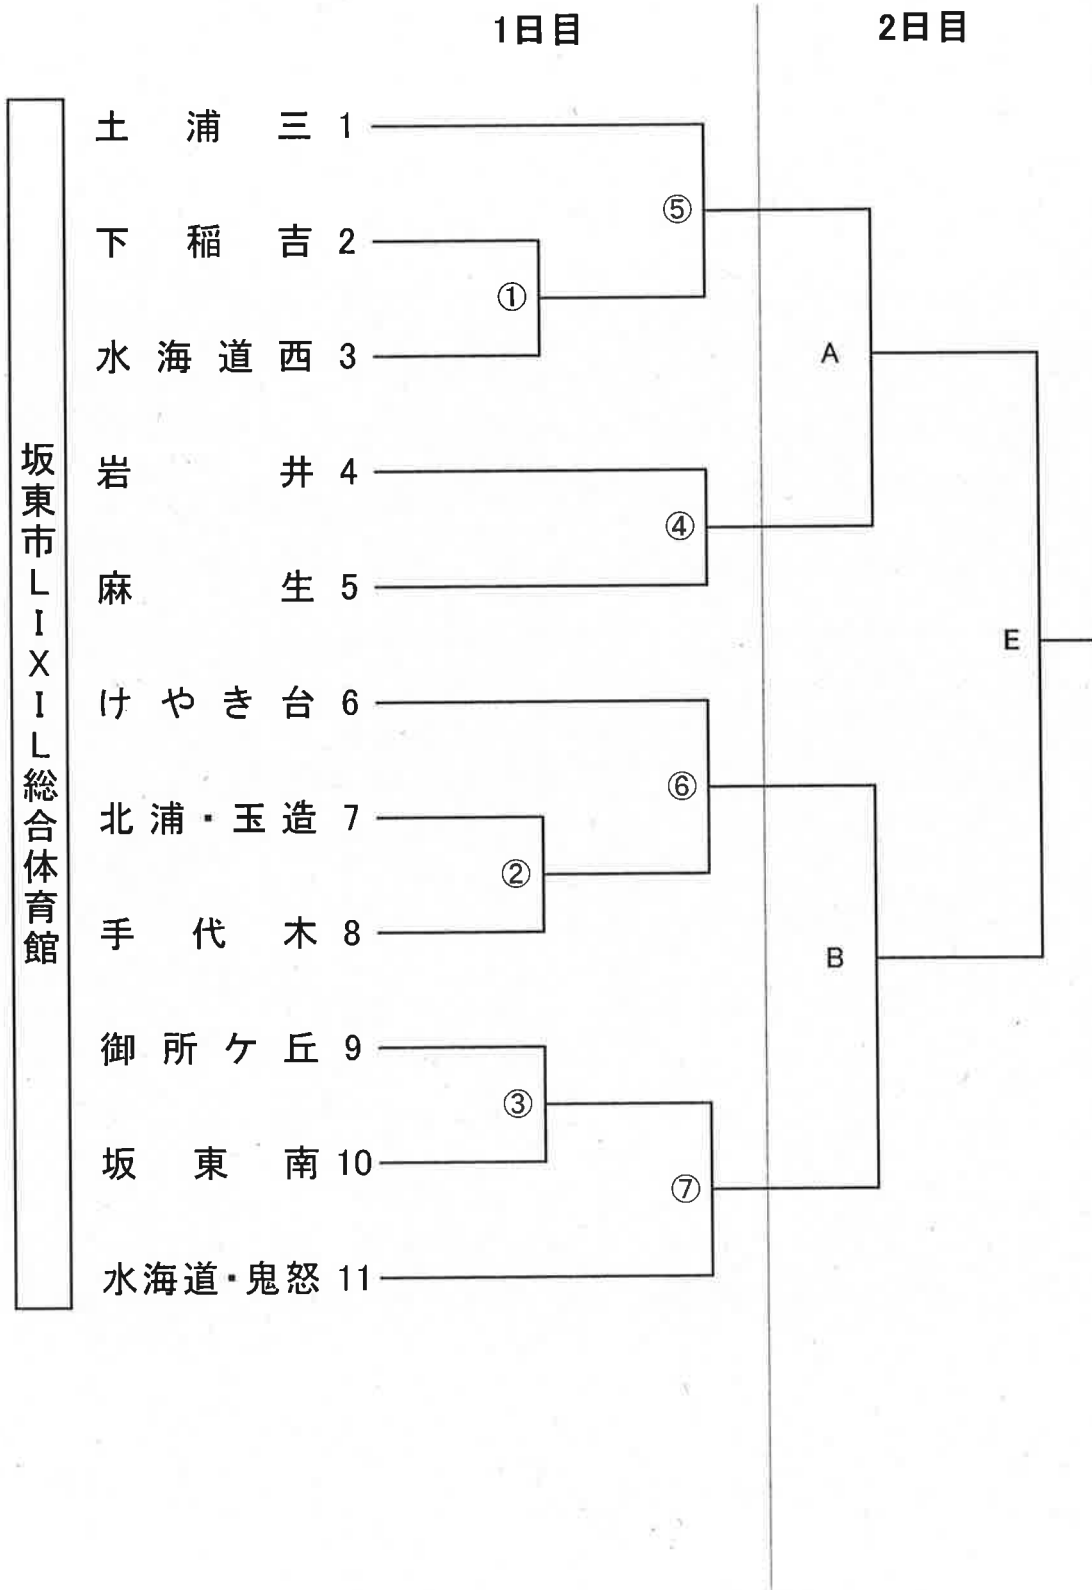 1日目
2日目
坂東市LIXIL総合体育館
土浦三 1
下稲吉 2
水海道西 3
岩井 4
麻生 5
けやき台 6
北浦・玉造 7
手代木 8
御所ケ丘 9
坂東南 10
水海道・鬼怒 11
⑤
①
A
④
E
⑥
②
B
③
⑦